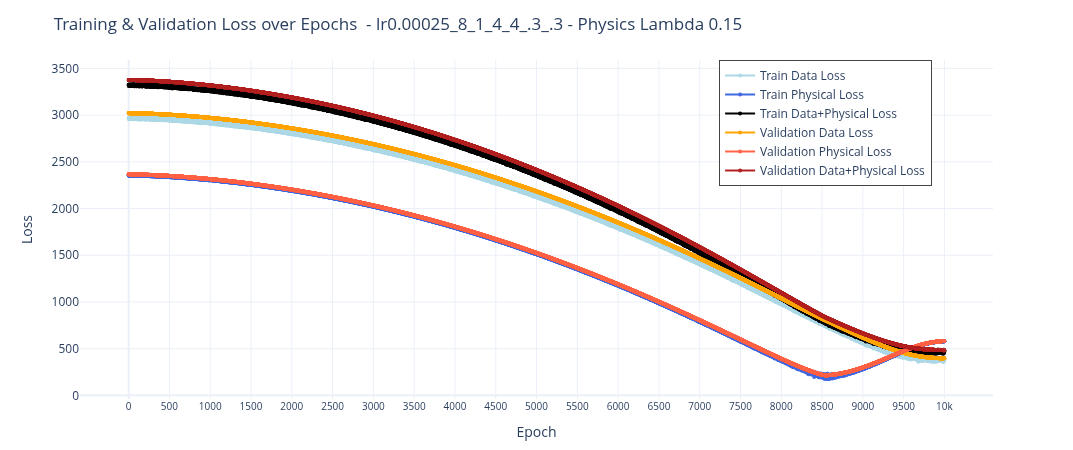 Training & Validation Loss over Epochs - lr0.00025_8_1_4_4_.3_.3 - Physics Lambda 0.15
Train Data Loss
Train Physical Loss
Train Data+Physical Loss
Validation Data Loss
Validation Physical Loss
Validation Data+Physical Loss
3500
3000
2500
2000
1500
1000
500
0
Loss
0 500 1000 1500 2000 2500 3000 3500 4000 4500 5000 5500 6000 6500 7000 7500 8000 8500 9000 9500 10k
Epoch